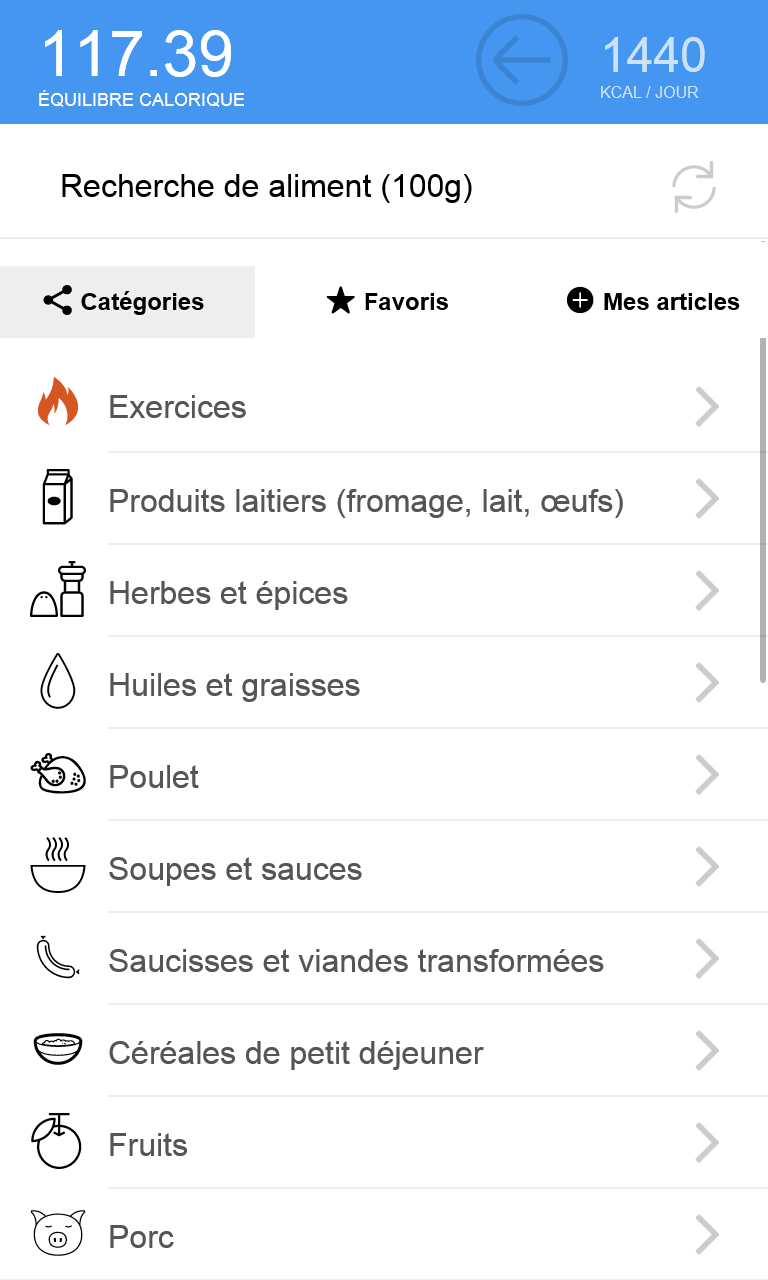 117.39
ÉQUILIBRE CALORIQUE
1440
KCAL / JOUR
Recherche de aliment (100g)
Catégories
Favoris
Mes articles
Exercices
Produits laitiers (fromage, lait, œufs)
Herbes et épices
Huiles et graisses
Poulet
Soupes et sauces
Saucisses et viandes transformées
Céréales de petit déjeuner
Fruits
Porc